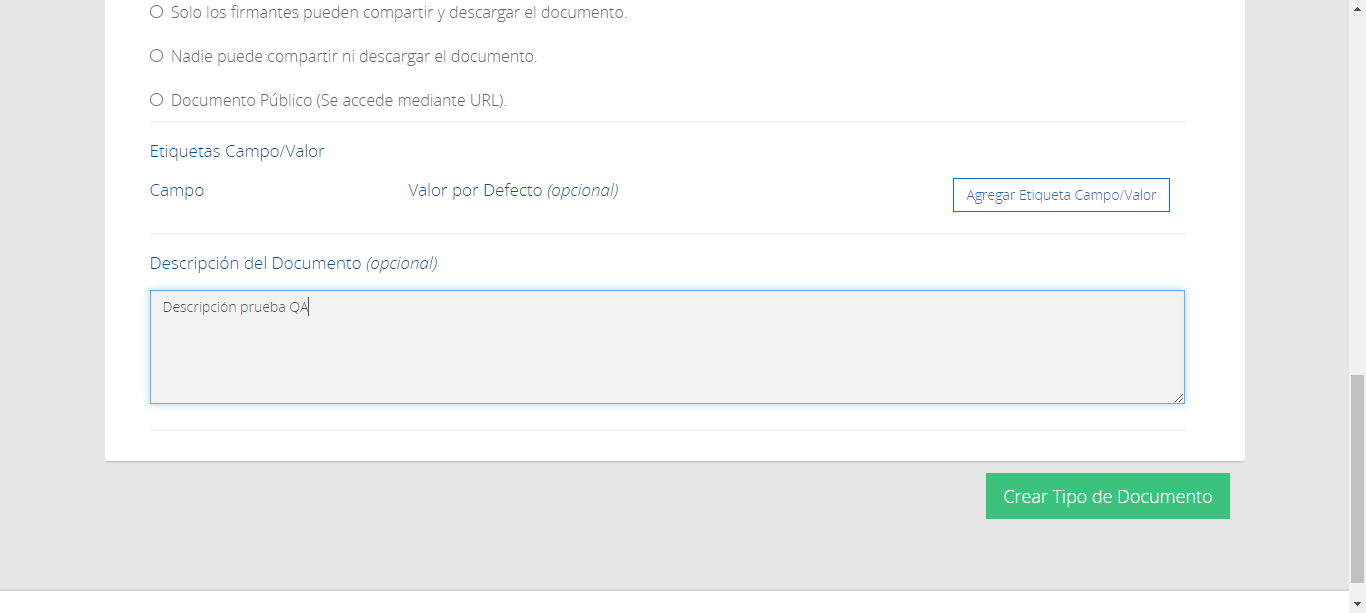 Solo los firmantes pueden compartir y descargar el documento.
Nadie puede compartir ni descargar el documento.
Documento Público (Se accede mediante URL).
Etiquetas Campo/Valor
Campo Valor por Defecto (opcional) Agregar Etiqueta Campo/Valor
Descripción del Documento (opcional)
Descripción prueba QA
Crear Tipo de Documento